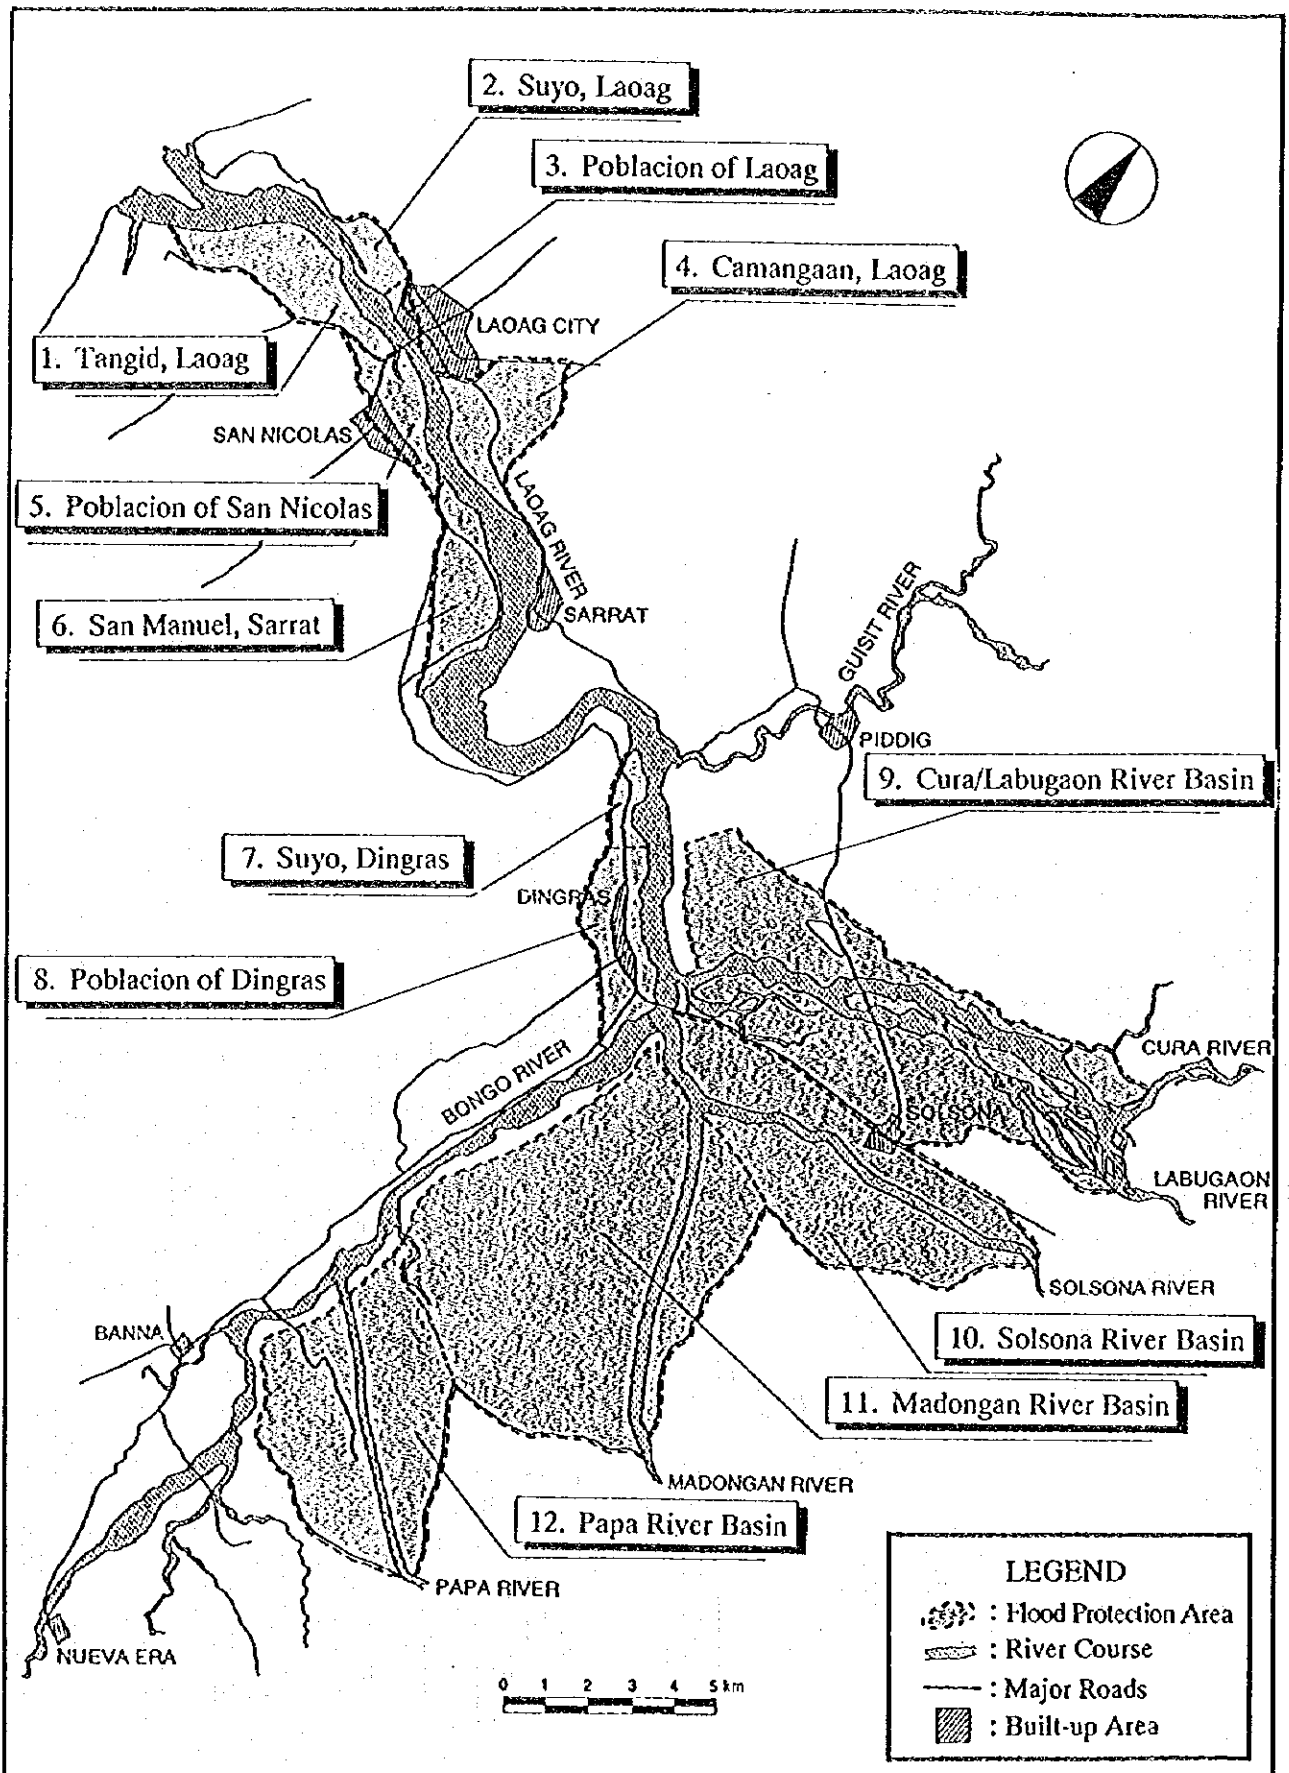 2. Suyo, Laoag
3. Poblacion of Laoag
4. Camangaan, Laoag
LAOAG CITY
1. Tangid, Laoag
SAN NICOLAS
5. Poblacion of San Nicolas
LAOAG RIVER
SARRAT
6. San Manuel, Sarrat
GUISIT RIVER
PIDDIG
9. Cura/Labugaon River Basin
7. Suyo, Dingras
DINGRAS
8. Poblacion of Dingras
CURA RIVER
BONGO RIVER
SOLSONA
LABUGAON
RIVER
SOLSONA RIVER
BANNA
10. Solsona River Basin
11. Madongan River Basin
MADONGAN RIVER
12. Papa River Basin
PAPA RIVER
NUEVA ERA
0 1 2 3 4 5 km
LEGEND
: Flood Protection Area
: River Course
: Major Roads
: Built-up Area